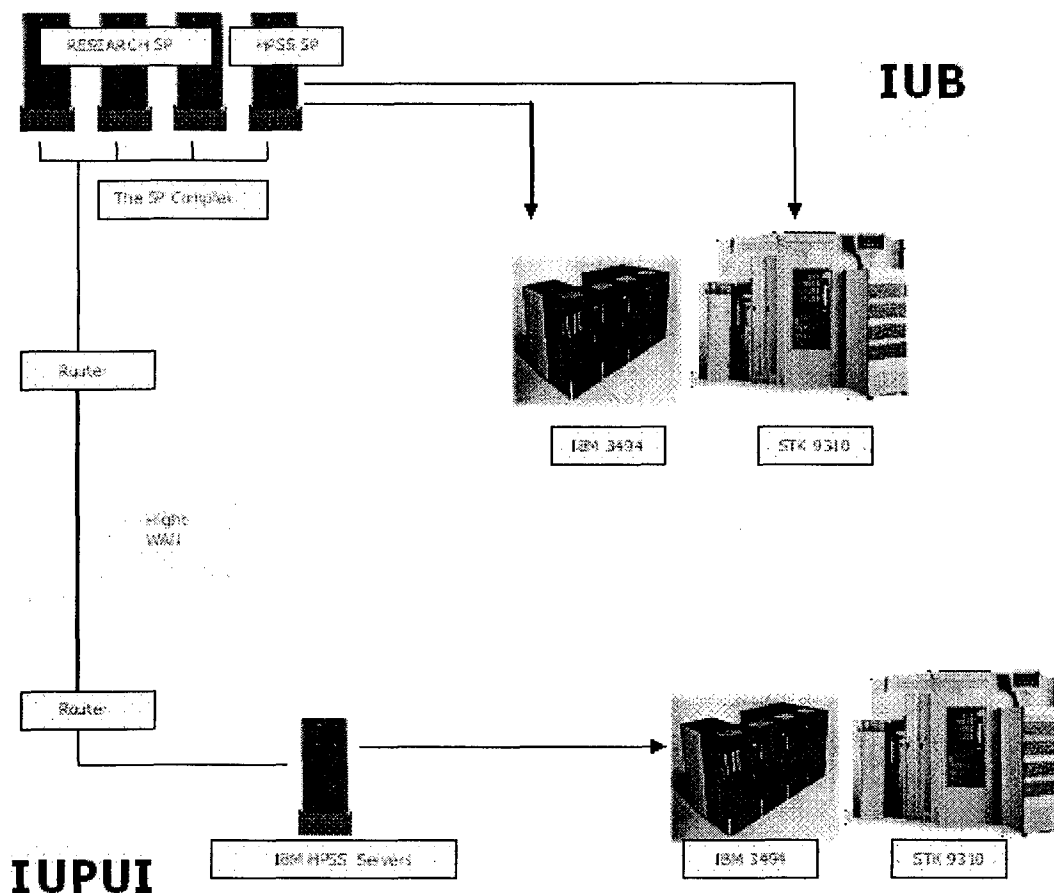 RESEARCH SP
HPSS SP
IUB
The SP Complex
Router
IBM 3494
STK 9310
Router
IBM HPSS Servers
IBM 3494
STK 9310
IUPUI